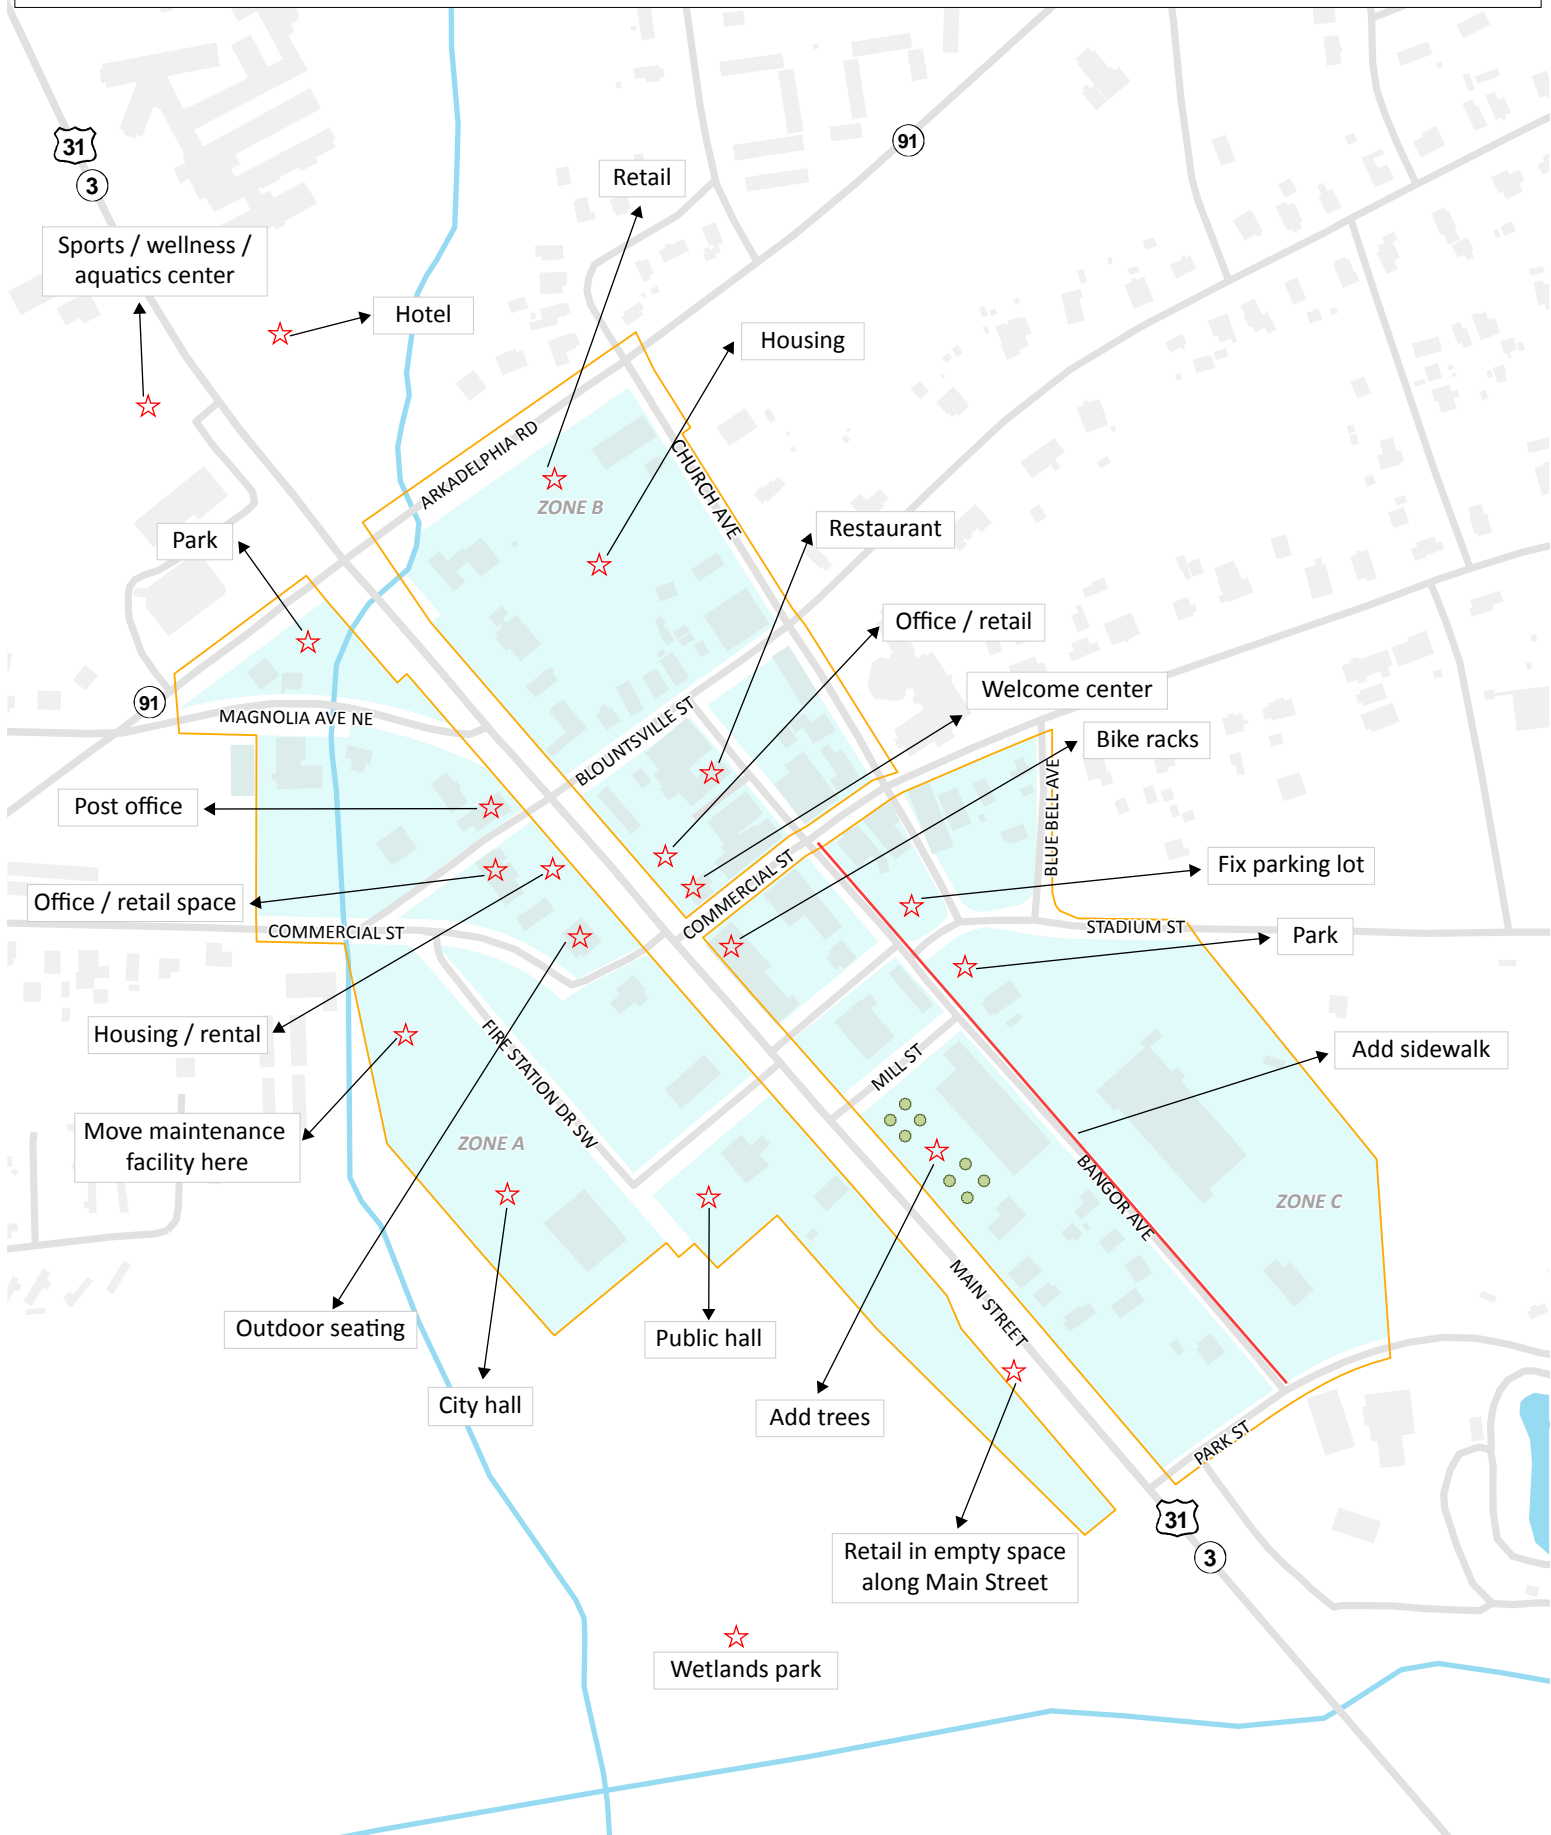 91
31
3
Retail
Sports / wellness /
aquatics center
Hotel
Housing
ARKADELPHIA RD
CHURCH AVE
ZONE B
Restaurant
Park
Office / retail
Welcome center
91
MAGNOLIA AVE NE
BLOUNTSVILLE ST
Bike racks
Post office
BLUE BELL AVE
Fix parking lot
Office / retail space
COMMERCIAL ST
COMMERCIAL ST
STADIUM ST
Park
Housing / rental
FIRE STATION DR SW
Add sidewalk
MILL ST
Move maintenance
facility here
ZONE A
BANGOR AVE
ZONE C
Outdoor seating
Public hall
MAIN STREET
City hall
Add trees
PARK ST
31
3
Retail in empty space
along Main Street
Wetlands park